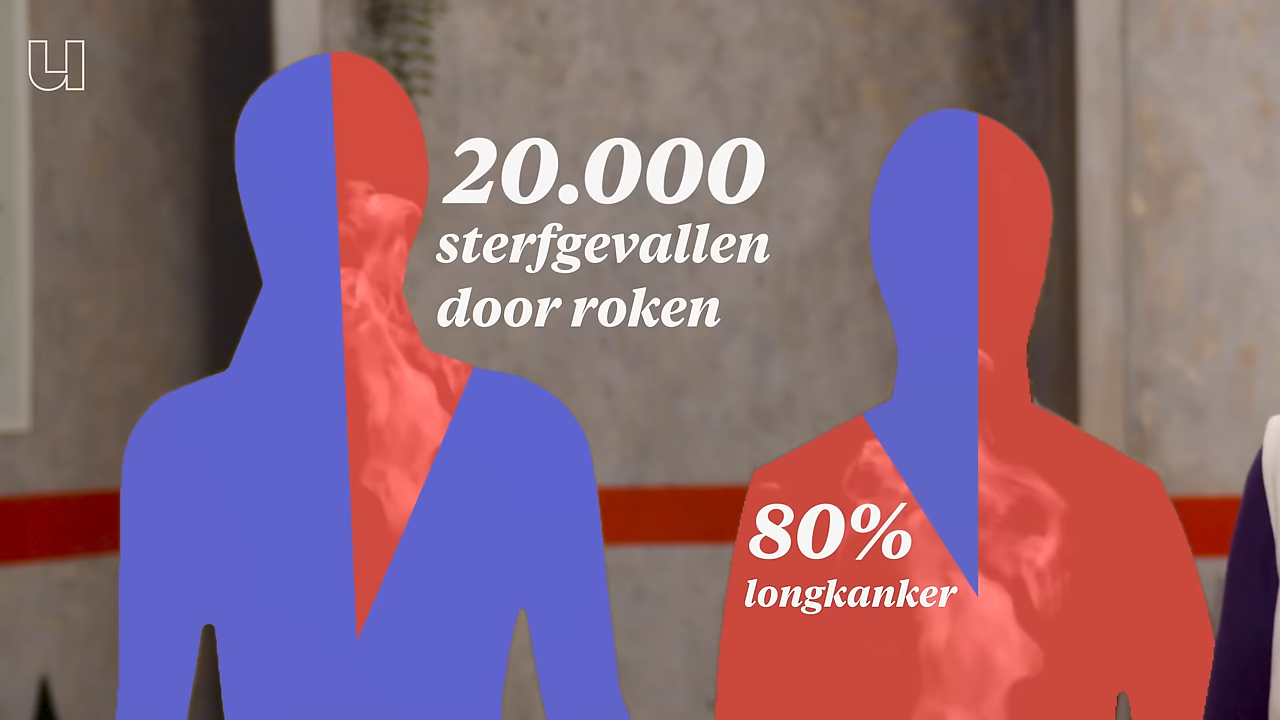 u
20.000
sterfgevallen
door roken
80%
longkanker